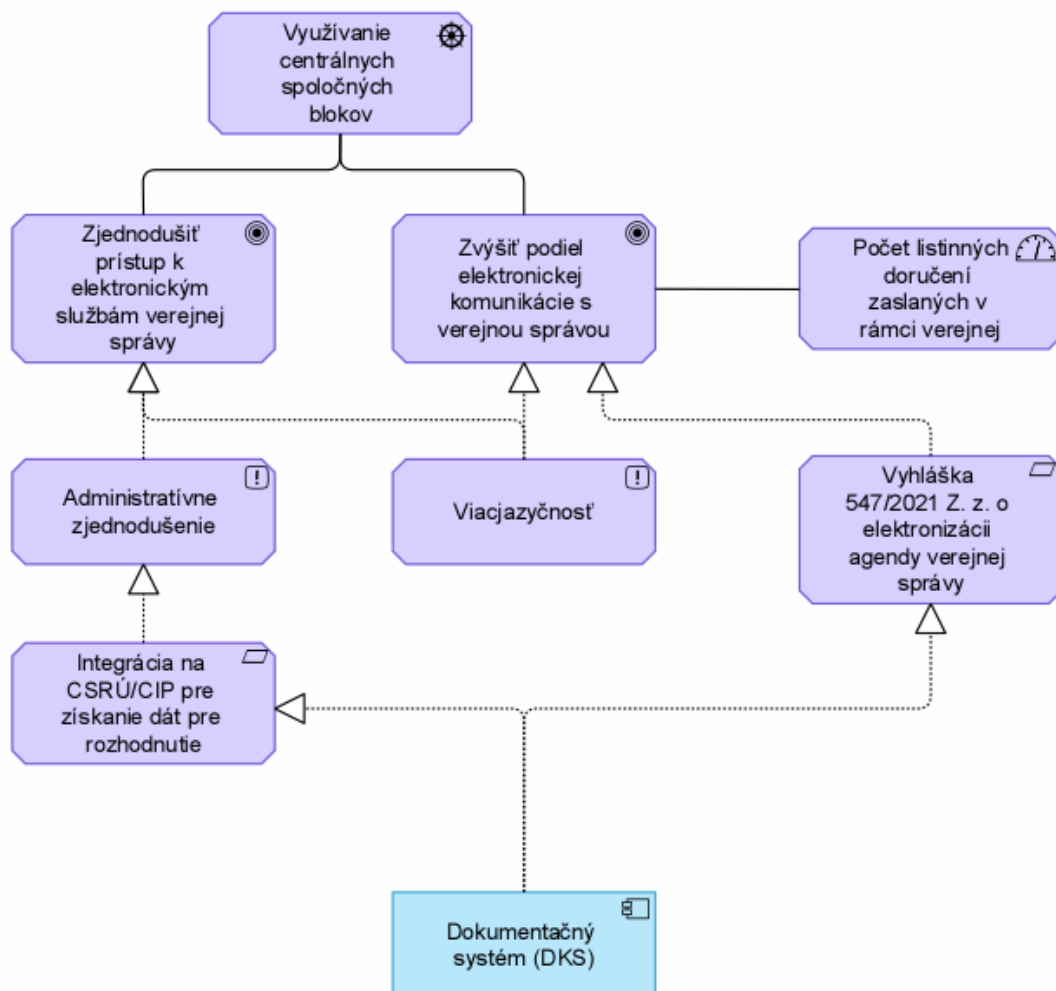 Využívanie
centrálnych
spoločných
blokov
Zjednodušiť
prístup k
elektronickým
službám verejnej
správy
Zvýšiť podiel
elektronickej
komunikácie s
verejnou správou
Počet listinných
doručení
zaslaných v
rámci verejnej
Administratívne
zjednodušenie
Viacjazyčnosť
Vyhláška
547/2021 Z. z. o
elektronizácii
agendy verejnej
správy
Integrácia na
CSRÚ/CIP pre
získanie dát pre
rozhodnutie
Dokumentačný
systém (DKS)